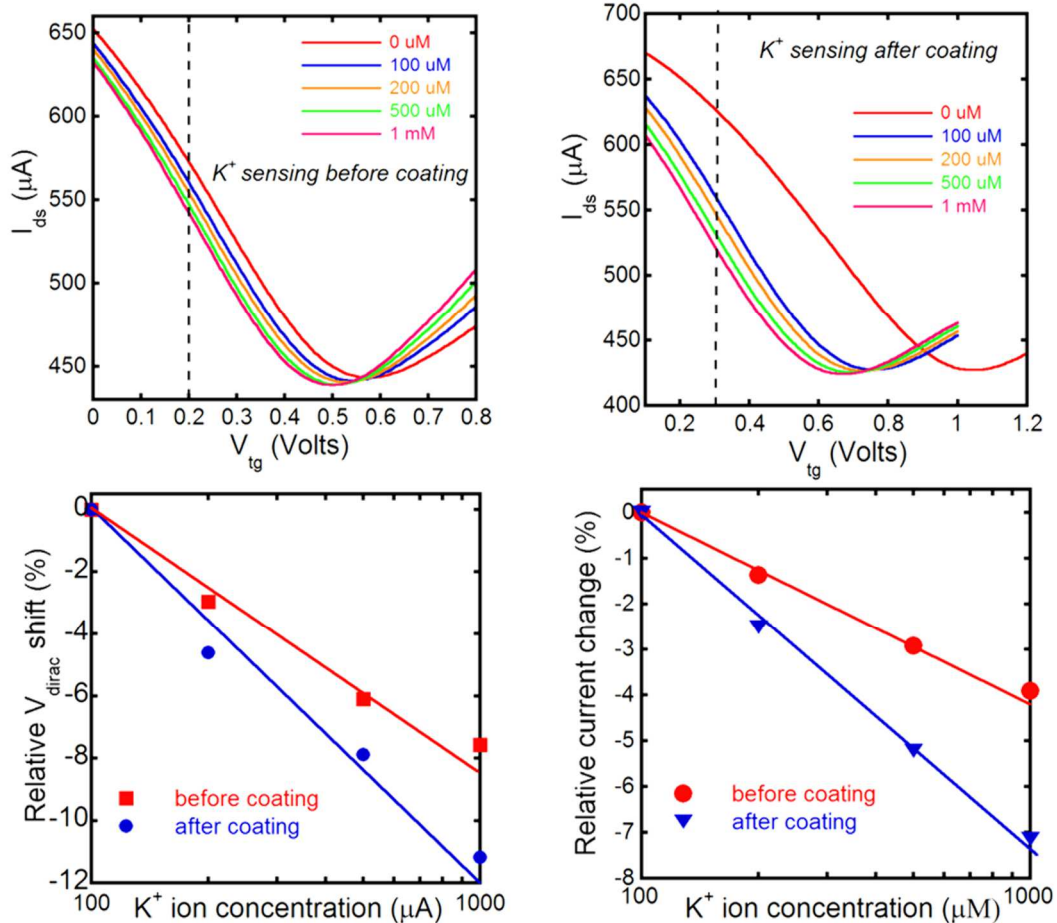 650
600
550
500
450
I_ds (μA)
0 uM
100 uM
200 uM
500 uM
1 mM
K⁺ sensing before coating
0 0.1 0.2 0.3 0.4 0.5 0.6 0.7 0.8
V_tg (Volts)
700
650
600
550
500
450
400
I_ds (μA)
K⁺ sensing after coating
0 uM
100 uM
200 uM
500 uM
1 mM
0.2 0.4 0.6 0.8 1 1.2
V_tg (Volts)
0
-2
-4
-6
-8
-10
-12
Relative V_dirac shift (%)
before coating
after coating
100 1000
K⁺ ion concentration (μA)
0
-1
-2
-3
-4
-5
-6
-7
-8
Relative current change (%)
before coating
after coating
100 1000
K⁺ ion concentration (μM)